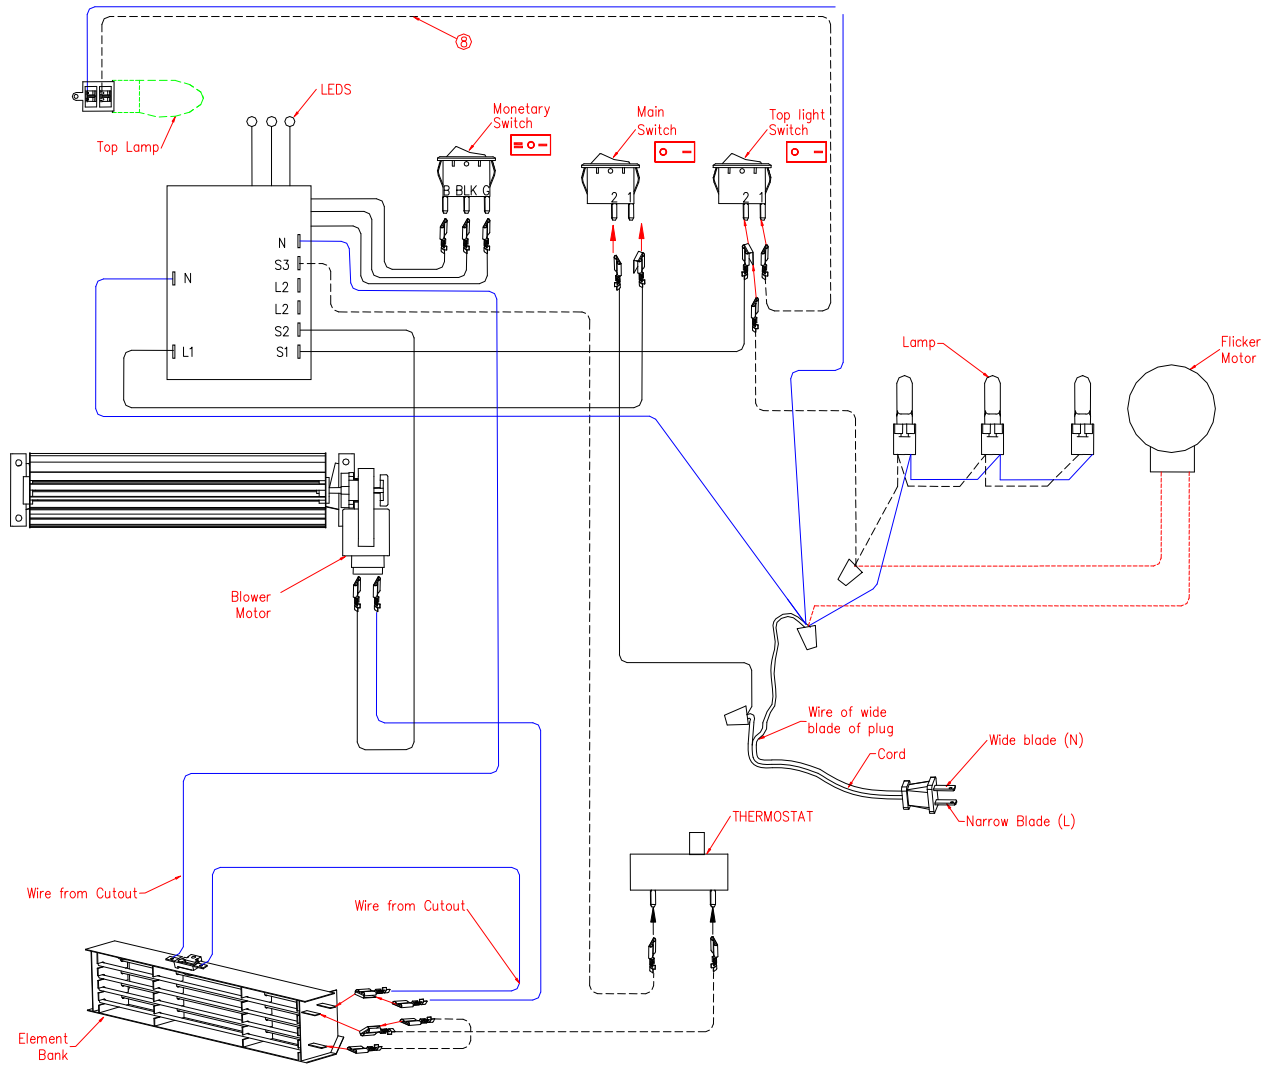 8
LEDS
Top Lamp
Monetary
Switch
Main
Switch
Top light
Switch
B BLK G
2 1
2 1
N
S3
L2
L2
S2
S1
N
L1
Lamp
Flicker
Motor
Blower
Motor
Wire of wide
blade of plug
Cord
Wide blade (N)
Narrow Blade (L)
THERMOSTAT
Wire from Cutout
Wire from Cutout
Element
Bank